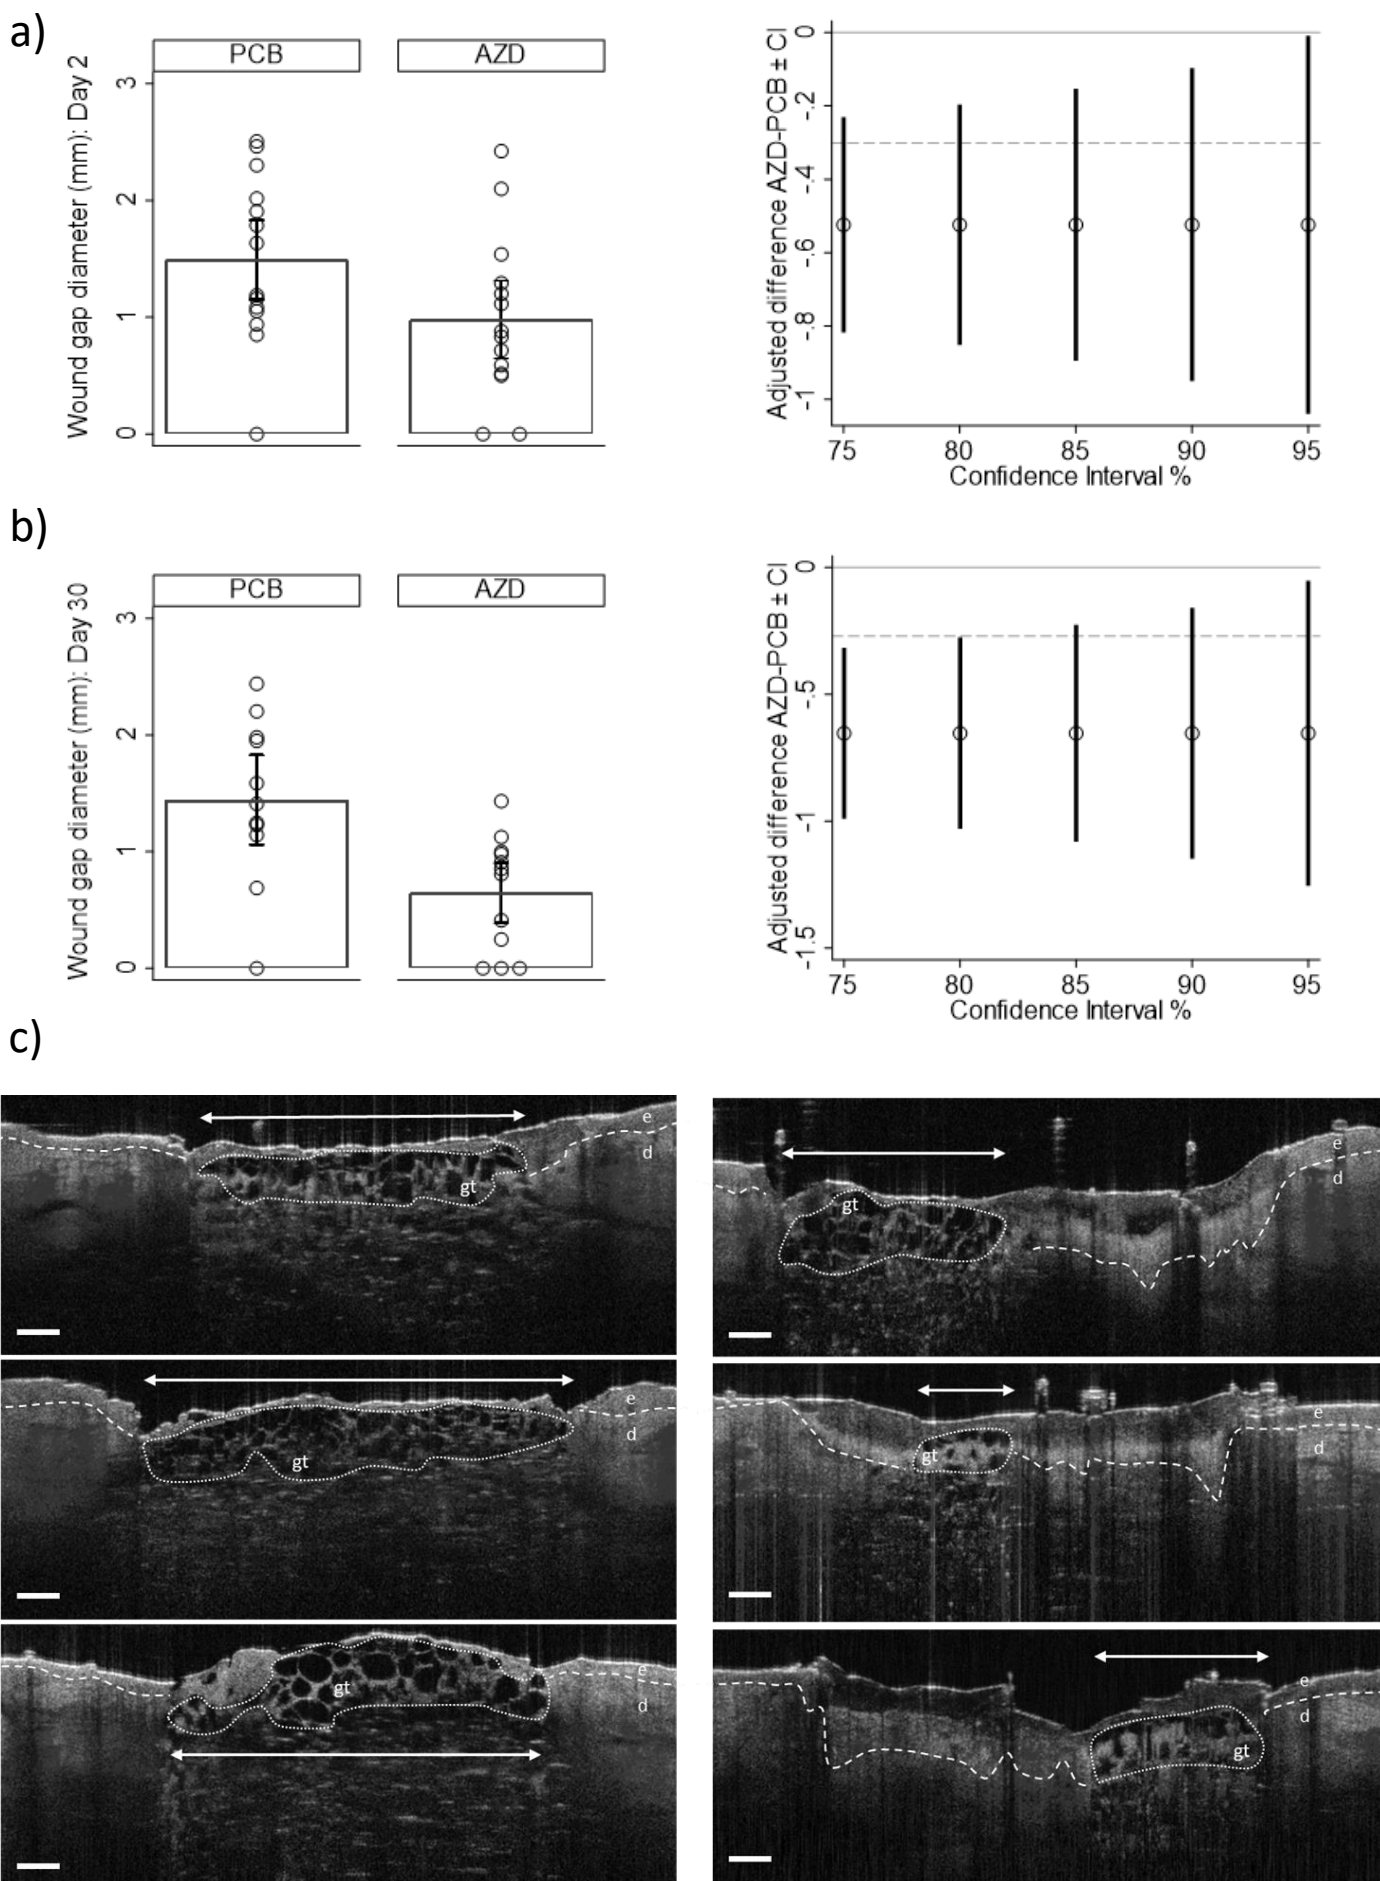 a)
PCB
AZD
Wound gap diameter (mm): Day 2
3
2
1
0
Adjusted difference AZD-PCB ± CI
0
-.2
-.4
-.6
-.8
-1
75 80 85 90 95
Confidence Interval %
b)
PCB
AZD
Wound gap diameter (mm): Day 30
3
2
1
0
Adjusted difference AZD-PCB ± CI
0
-.5
-1
-1.5
75 80 85 90 95
Confidence Interval %
c)
e
d
gt
e
d
gt
e
d
gt
e
d
gt
e
d
gt
e
d
gt